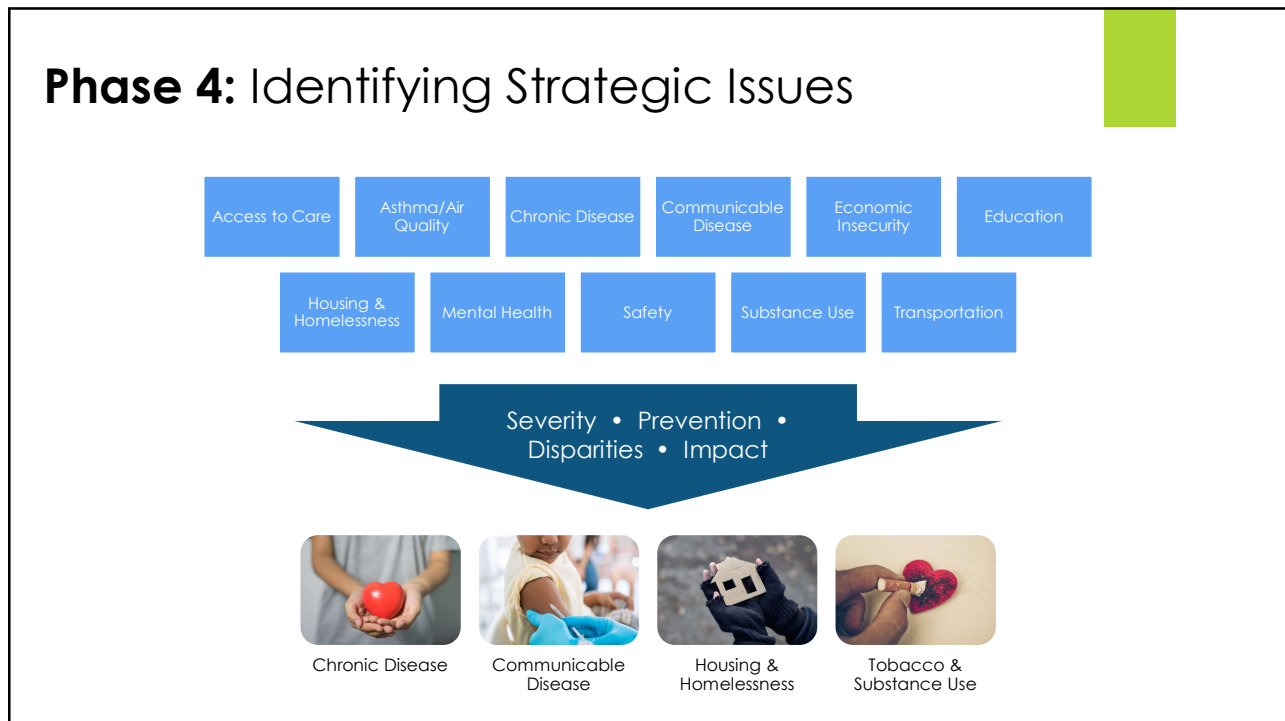 Phase 4: Identifying Strategic Issues
Access to Care
Asthma/Air
Quality
Chronic Disease
Communicable
Disease
Economic
Insecurity
Education
Housing &
Homelessness
Mental Health
Safety
Substance Use
Transportation
Severity • Prevention •
Disparities • Impact
Chronic Disease
Communicable
Disease
Housing &
Homelessness
Tobacco &
Substance Use